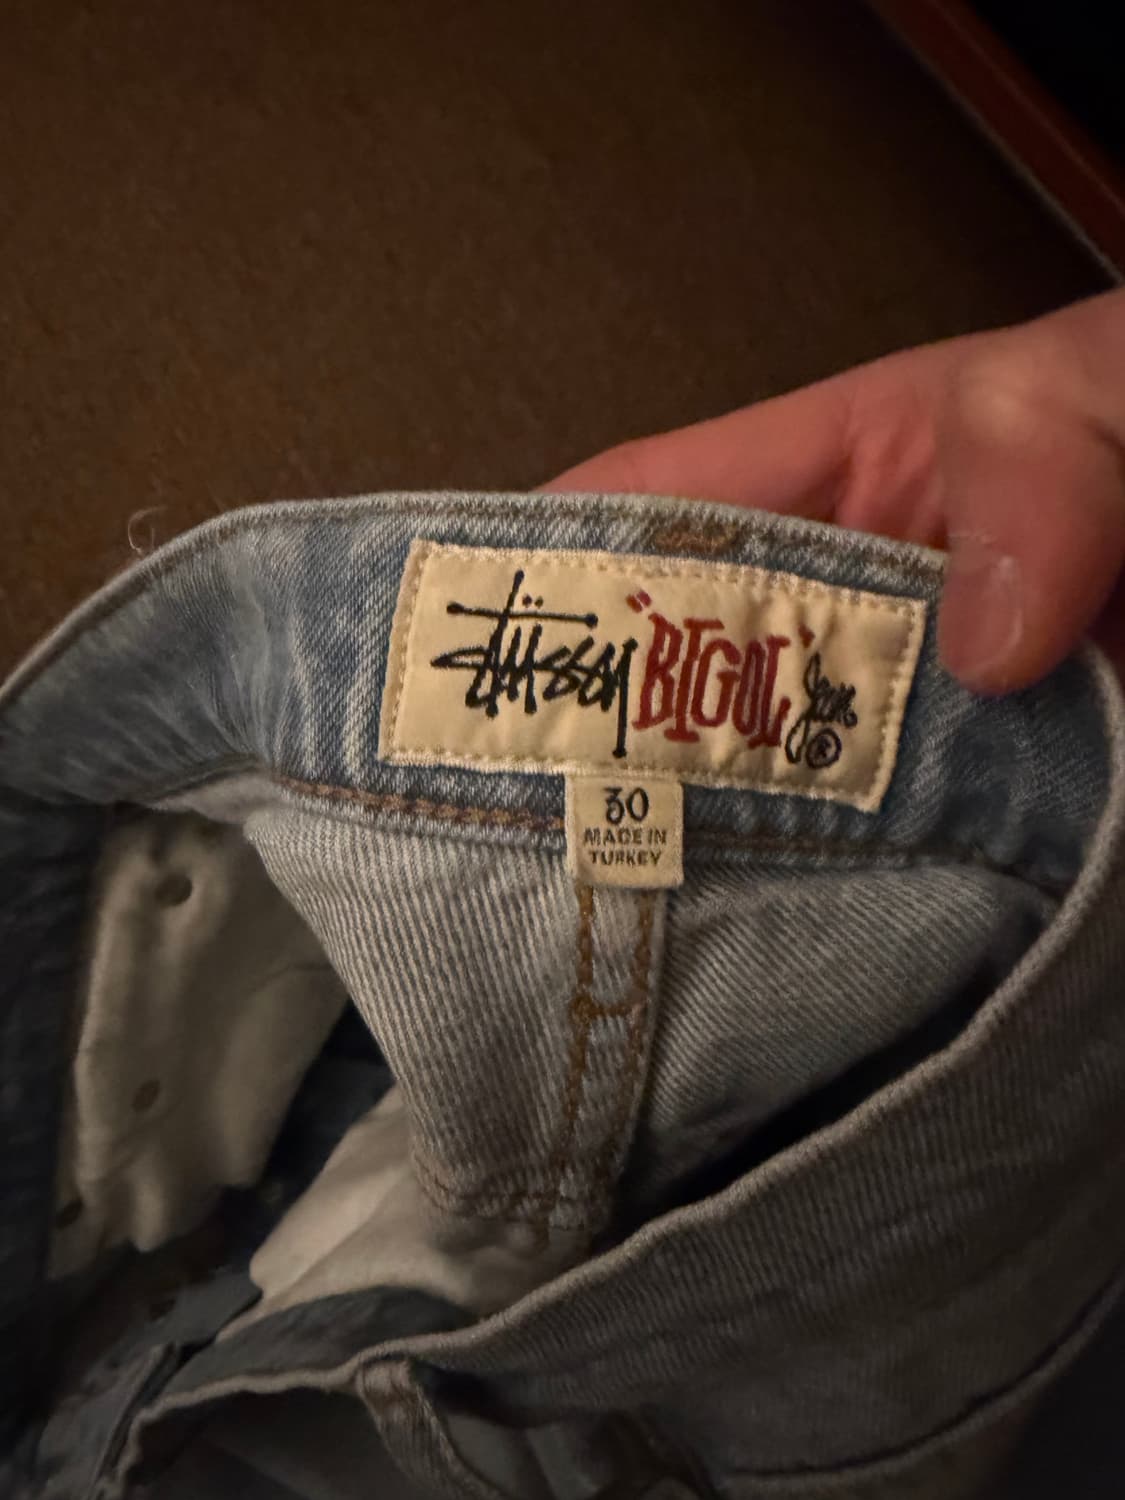 Stüssy "BIGOL' Jean ®
30
MADE IN
TURKEY